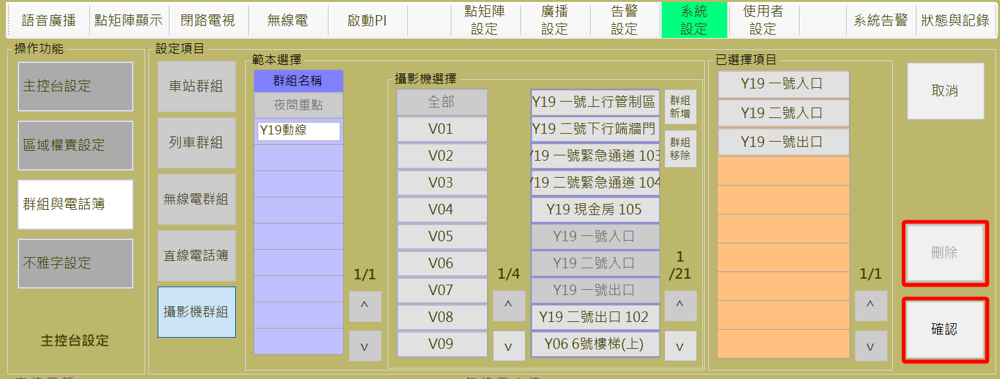 語音廣播
點矩陣顯示
閉路電視
無線電
啟動PI
點矩陣
設定
廣播
設定
告警
設定
系統
設定
使用者
設定
系統告警
狀態與記錄
操作功能
主控台設定
區域權責設定
群組與電話簿
不雅字設定
主控台設定
設定項目
車站群組
列車群組
無線電群組
直線電話簿
攝影機群組
範本選擇
群組名稱
夜間重點
Y19動線
1/1
^
v
攝影機選擇
全部
V01
V02
V03
V04
V05
V06
V07
V08
V09
1/4
^
v
Y19 一號上行管制區
Y19 二號下行端牆門
Y19 一號緊急通道 103
Y19 二號緊急通道 104
Y19 現金房 105
Y19 一號入口
Y19 二號入口
Y19 一號出口
Y19 二號出口 102
Y06 6號樓梯(上)
群組
新增
群組
移除
1
/21
^
v
已選擇項目
Y19 一號入口
Y19 二號入口
Y19 一號出口
1/1
^
v
取消
刪除
確認